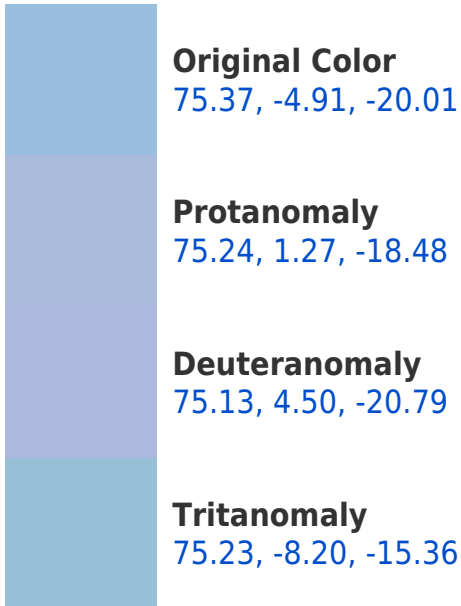 Original Color
75.37, -4.91, -20.01
Protanomaly
75.24, 1.27, -18.48
Deuteranomaly
75.13, 4.50, -20.79
Tritanomaly
75.23, -8.20, -15.36